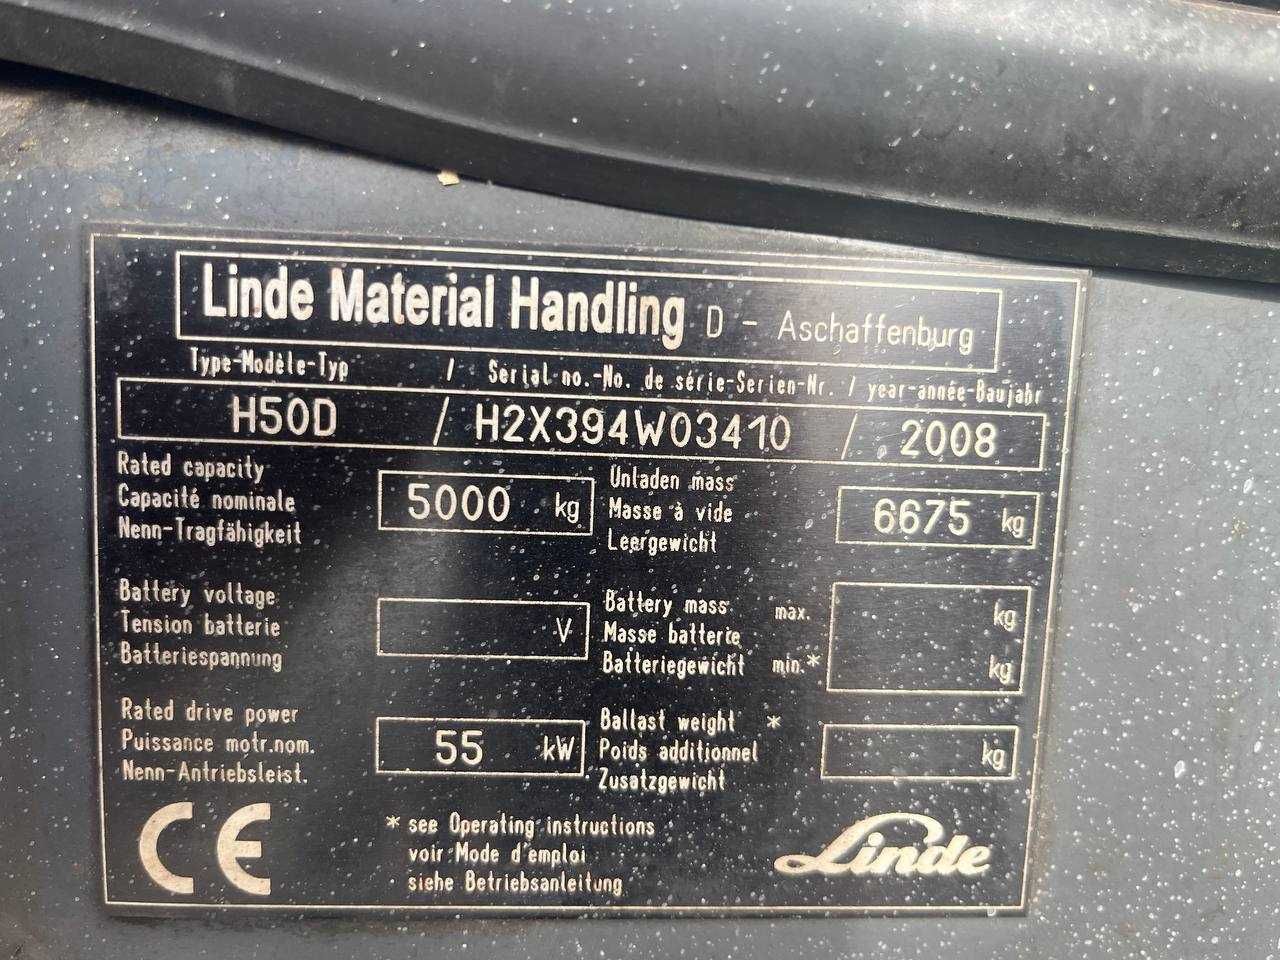 Linde Material Handling D - Aschaffenburg
Type-Modèle-Typ / Serial no.-No. de série-Serien-Nr. / year-année-Baujahr
H50D / H2X394W03410 / 2008
Rated capacity
Capacité nominale
Nenn-Tragfähigkeit
5000 kg
Unladen mass
Masse à vide
Leergewicht
6675 kg
Battery voltage
Tension batterie
Batteriespannung
V
Battery mass max.
Masse batterie
Batteriegewicht min.*
kg
kg
Rated drive power
Puissance motr.nom.
Nenn-Antriebsleist.
55 kW
Ballast weight *
Poids additionnel
Zusatzgewicht
kg
CE
* see Operating instructions
voir Mode d'emploi
siehe Betriebsanleitung
Linde